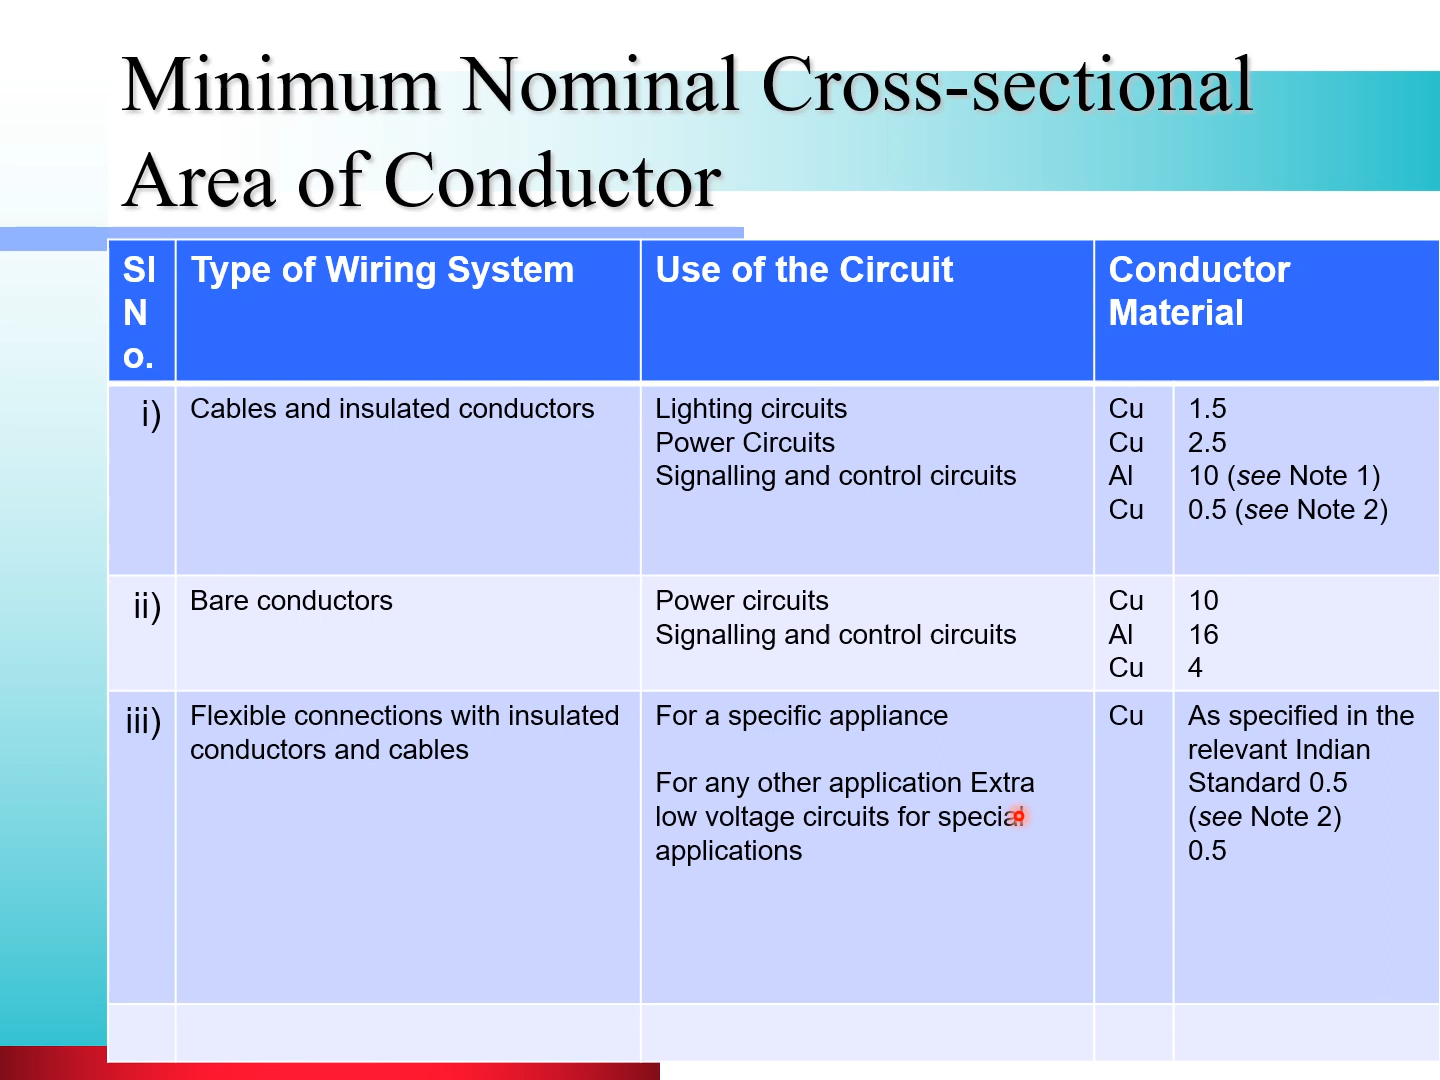 Minimum Nominal Cross-sectional
Area of Conductor
Sl
N
o.
Type of Wiring System
Use of the Circuit
Conductor
Material
i)
Cables and insulated conductors
Lighting circuits
Power Circuits
Signalling and control circuits
Cu 1.5
Cu 2.5
Al 10 (see Note 1)
Cu 0.5 (see Note 2)
ii)
Bare conductors
Power circuits
Signalling and control circuits
Cu 10
Al 16
Cu 4
iii)
Flexible connections with insulated
conductors and cables
For a specific appliance
For any other application Extra
low voltage circuits for special
applications
Cu
As specified in the
relevant Indian
Standard 0.5
(see Note 2)
0.5